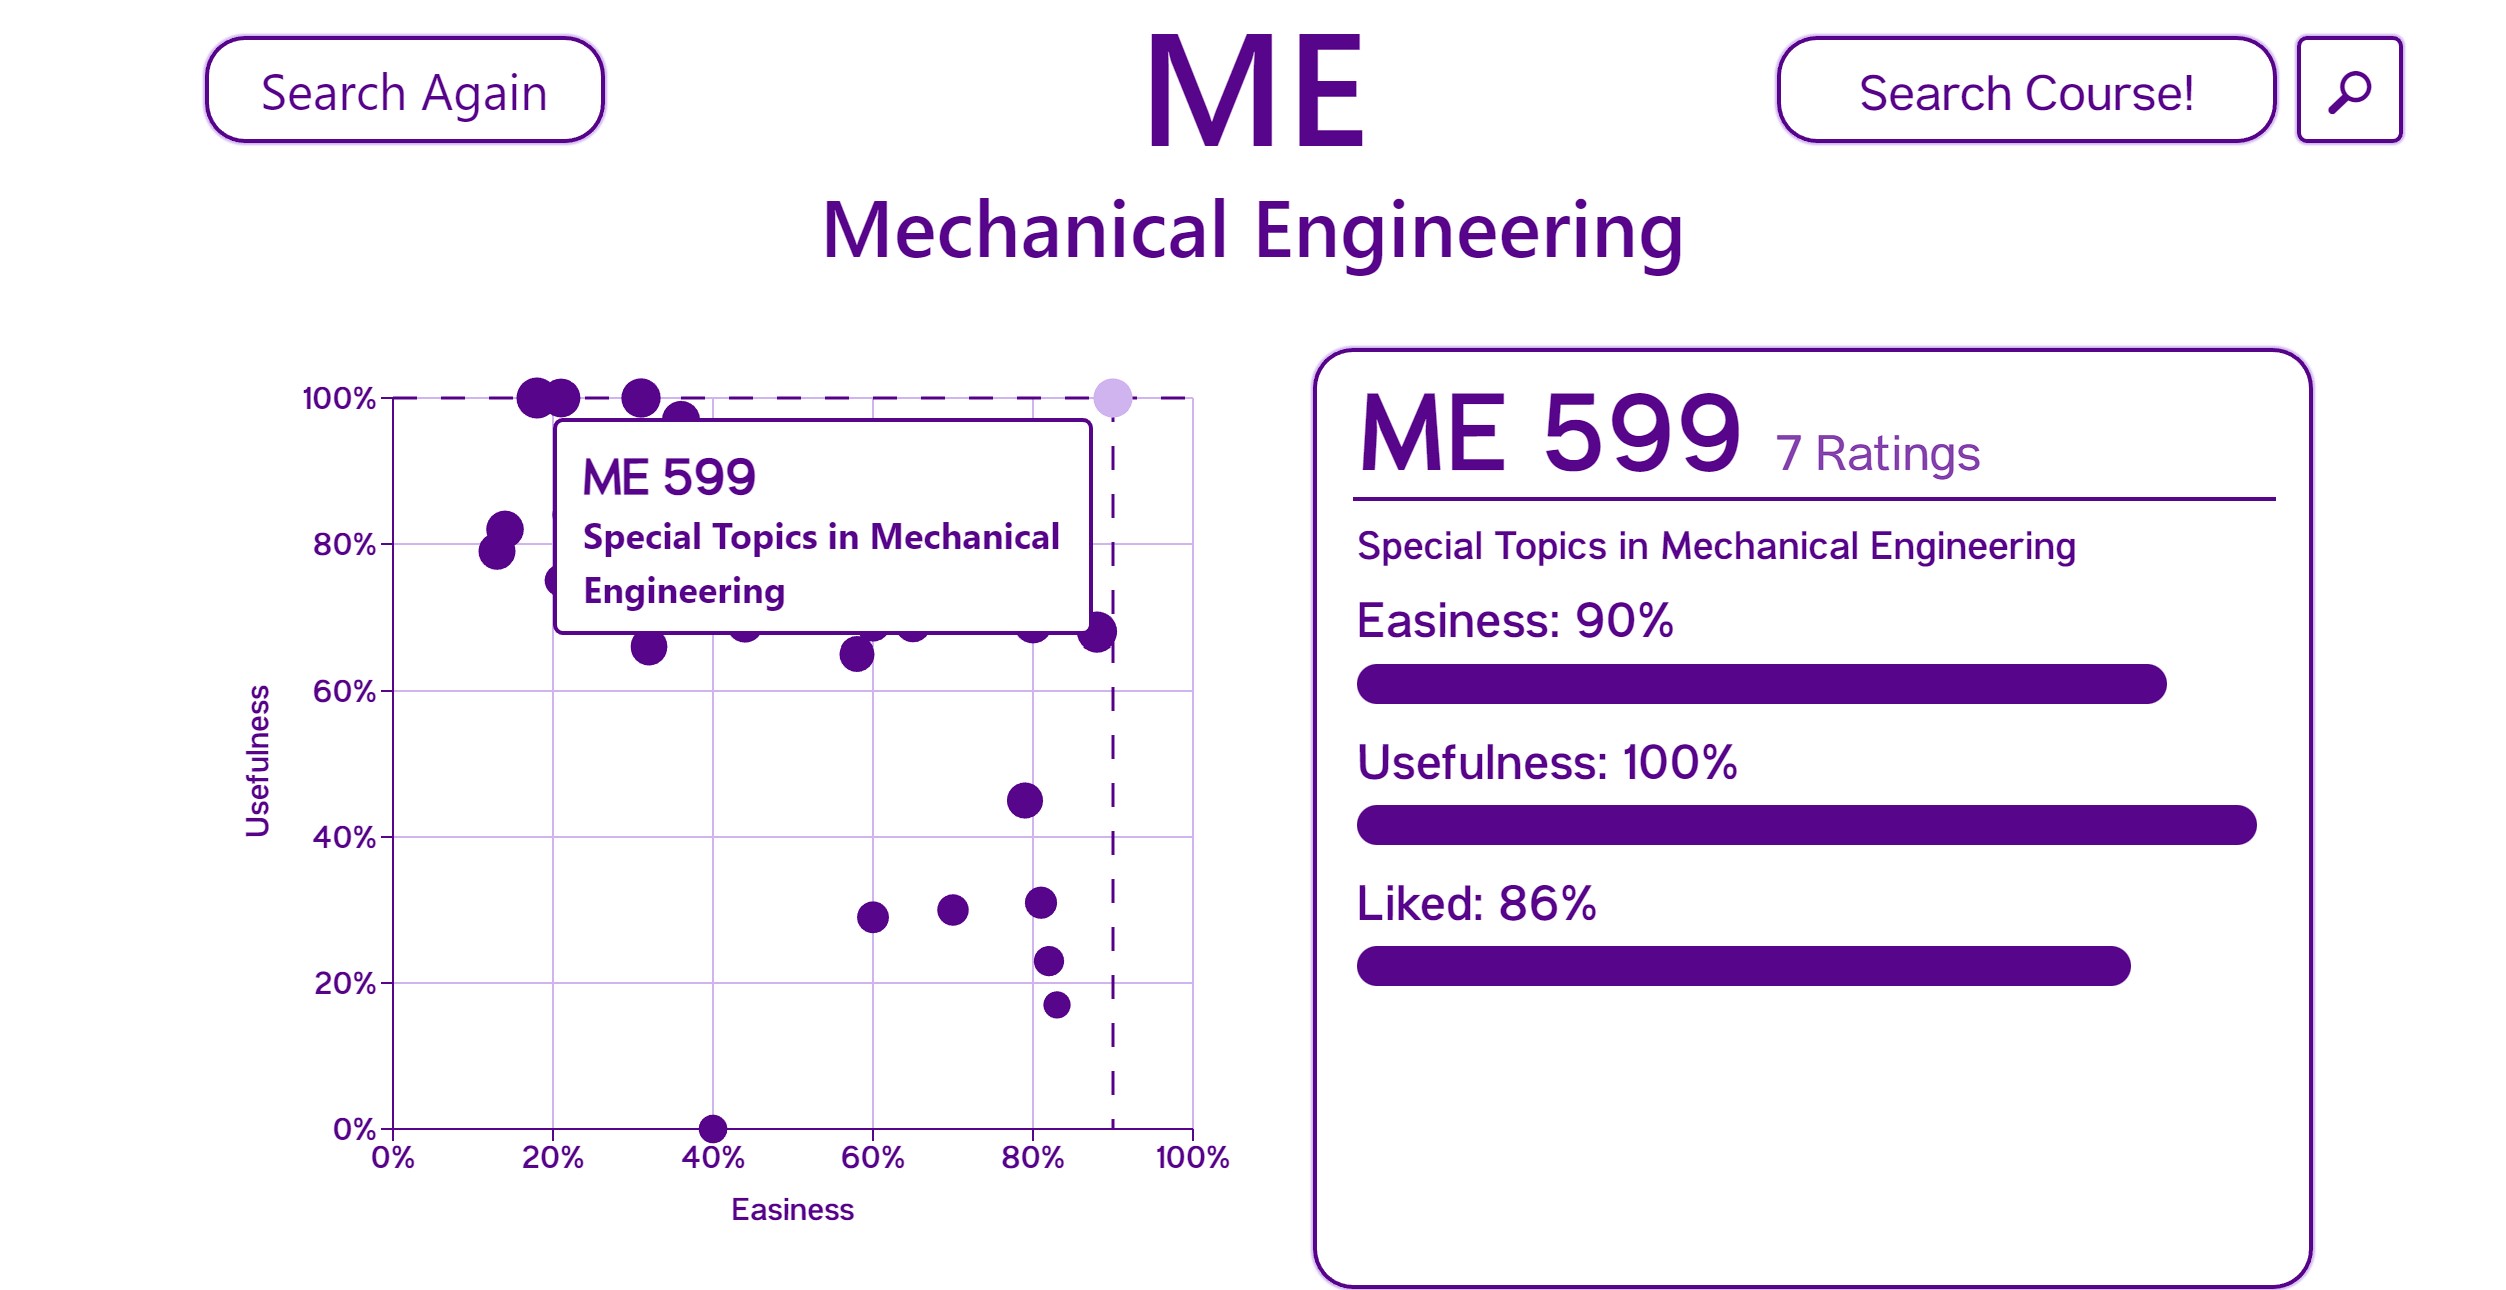 Search Again
ME
Search Course!
Mechanical Engineering
100%
80%
60%
40%
20%
0%
Usefulness
0%
20%
40%
60%
80%
100%
Easiness
ME 599
Special Topics in Mechanical
Engineering
ME 599 7 Ratings
Special Topics in Mechanical Engineering
Easiness: 90%
Usefulness: 100%
Liked: 86%